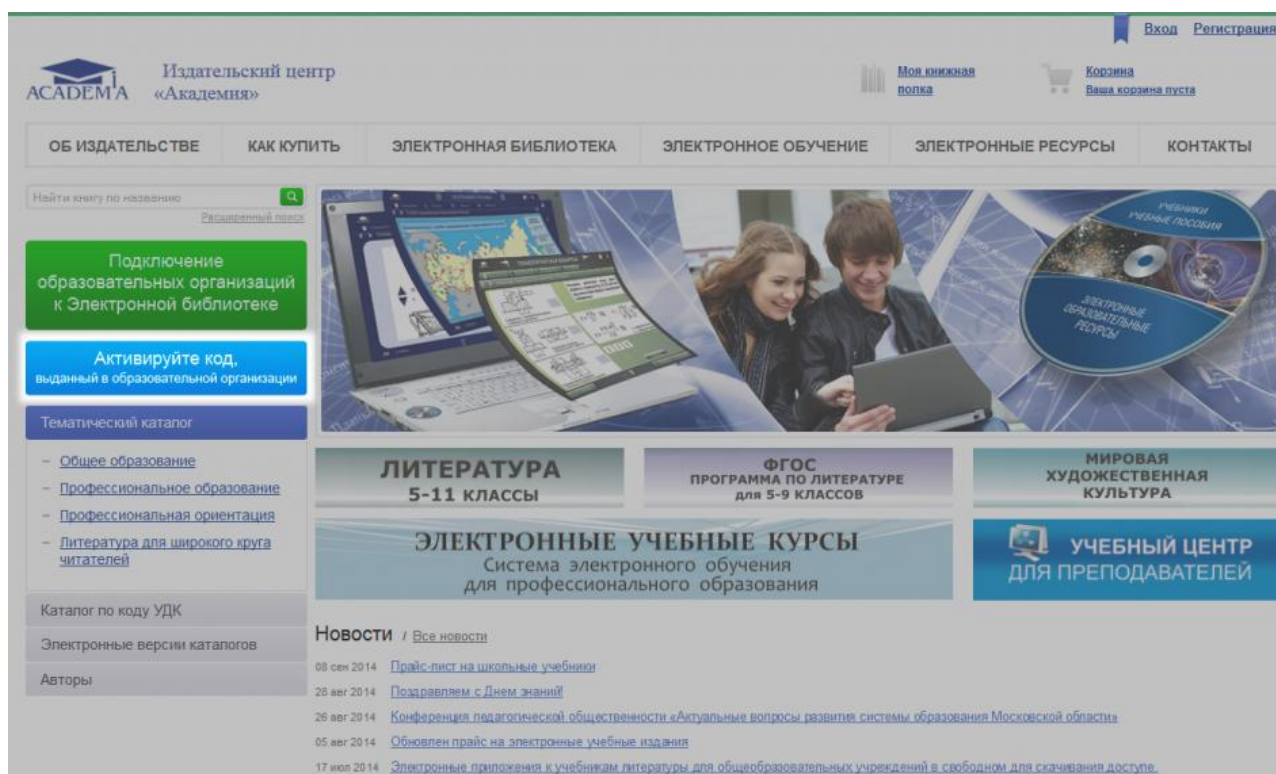 Вход Регистрация
ACADEMA
Издательский центр
«Академия»
Моя книжная
полка
Корзина
Ваша корзина пуста
ОБ ИЗДАТЕЛЬСТВЕ КАК КУПИТЬ ЭЛЕКТРОННАЯ БИБЛИОТЕКА ЭЛЕКТРОННОЕ ОБУЧЕНИЕ ЭЛЕКТРОННЫЕ РЕСУРСЫ КОНТАКТЫ
Найти книгу по названию
Расширенный поиск
Подключение
образовательных организаций
к Электронной библиотеке
Активируйте код,
выданный в образовательной организации
Тематический каталог
– Общее образование
– Профессиональное образование
– Профессиональная ориентация
– Литература для широкого круга
читателей
Каталог по коду УДК
Электронные версии каталогов
Авторы
УЧЕБНИКИ
УЧЕБНЫЕ ПОСОБИЯ
ЭЛЕКТРОННЫЕ
ОБРАЗОВАТЕЛЬНЫЕ
РЕСУРСЫ
ЛИТЕРАТУРА
5-11 КЛАССЫ
ФГОС
ПРОГРАММА ПО ЛИТЕРАТУРЕ
для 5-9 КЛАССОВ
МИРОВАЯ
ХУДОЖЕСТВЕННАЯ
КУЛЬТУРА
ЭЛЕКТРОННЫЕ УЧЕБНЫЕ КУРСЫ
Система электронного обучения
для профессионального образования
УЧЕБНЫЙ ЦЕНТР
ДЛЯ ПРЕПОДАВАТЕЛЕЙ
Новости / Все новости
08 сен 2014 Прайс-лист на школьные учебники
28 авг 2014 Поздравляем с Днем знаний!
26 авг 2014 Конференция педагогической общественности «Актуальные вопросы развития системы образования Московской области»
05 авг 2014 Обновлен прайс на электронные учебные издания
17 июл 2014 Электронные приложения к учебникам литературы для общеобразовательных учреждений в свободном для скачивания доступе.